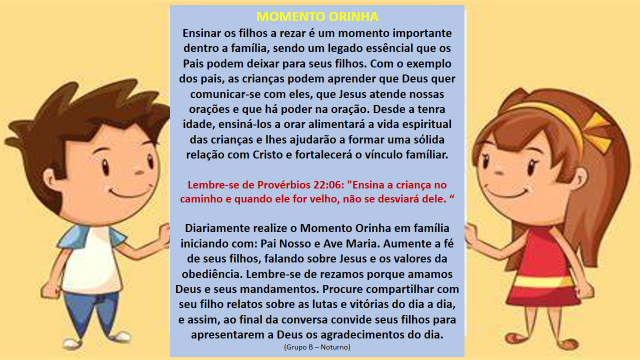 MOMENTO ORINHA
Ensinar os filhos a rezar é um momento importante
dentro a família, sendo um legado essêncial que os
Pais podem deixar para seus filhos. Com o exemplo
dos pais, as crianças podem aprender que Deus quer
comunicar-se com eles, que Jesus atende nossas
orações e que há poder na oração. Desde a tenra
idade, ensiná-los a orar alimentará a vida espiritual
das crianças e lhes ajudarão a formar uma sólida
relação com Cristo e fortalecerá o vínculo famíliar.
Lembre-se de Provérbios 22:06: "Ensina a criança no
caminho e quando ele for velho, não se desviará dele. “
Diariamente realize o Momento Orinha em família
iniciando com: Pai Nosso e Ave Maria. Aumente a fé
de seus filhos, falando sobre Jesus e os valores da
obediência. Lembre-se de rezamos porque amamos
Deus e seus mandamentos. Procure compartilhar com
seu filho relatos sobre as lutas e vitórias do dia a dia,
e assim, ao final da conversa convide seus filhos para
apresentarem a Deus os agradecimentos do dia.
(Grupo B – Noturno)